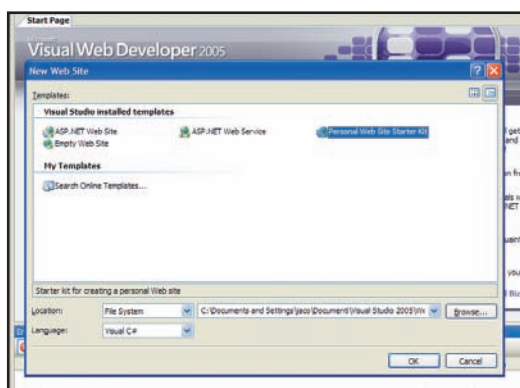 Start Page
Visual Web Developer 2005
New Web Site
Templates:
Visual Studio installed templates
ASP.NET Web Site
ASP.NET Web Service
Personal Web Site Starter Kit
Empty Web Site
My Templates
Search Online Templates...
Starter kit for creating a personal Web site
Location:
File System
C:\Documents and Settings\jaco\Documenti\Visual Studio 2005\We
Browse...
Language:
Visual C#
OK
Cancel